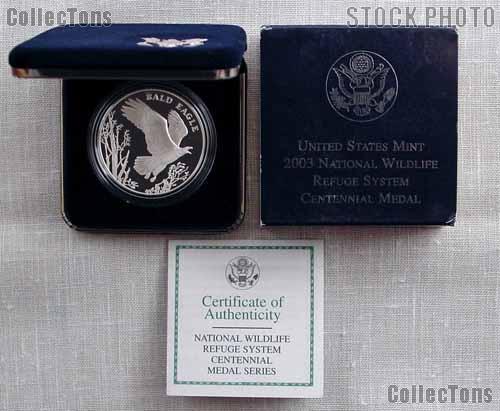 CollecTons
STOCK PHOTO
BALD EAGLE
UNITED STATES MINT
2003 NATIONAL WILDLIFE
REFUGE SYSTEM
CENTENNIAL MEDAL
Certificate of
Authenticity
NATIONAL WILDLIFE
REFUGE SYSTEM
CENTENNIAL
MEDAL SERIES
CollecTons